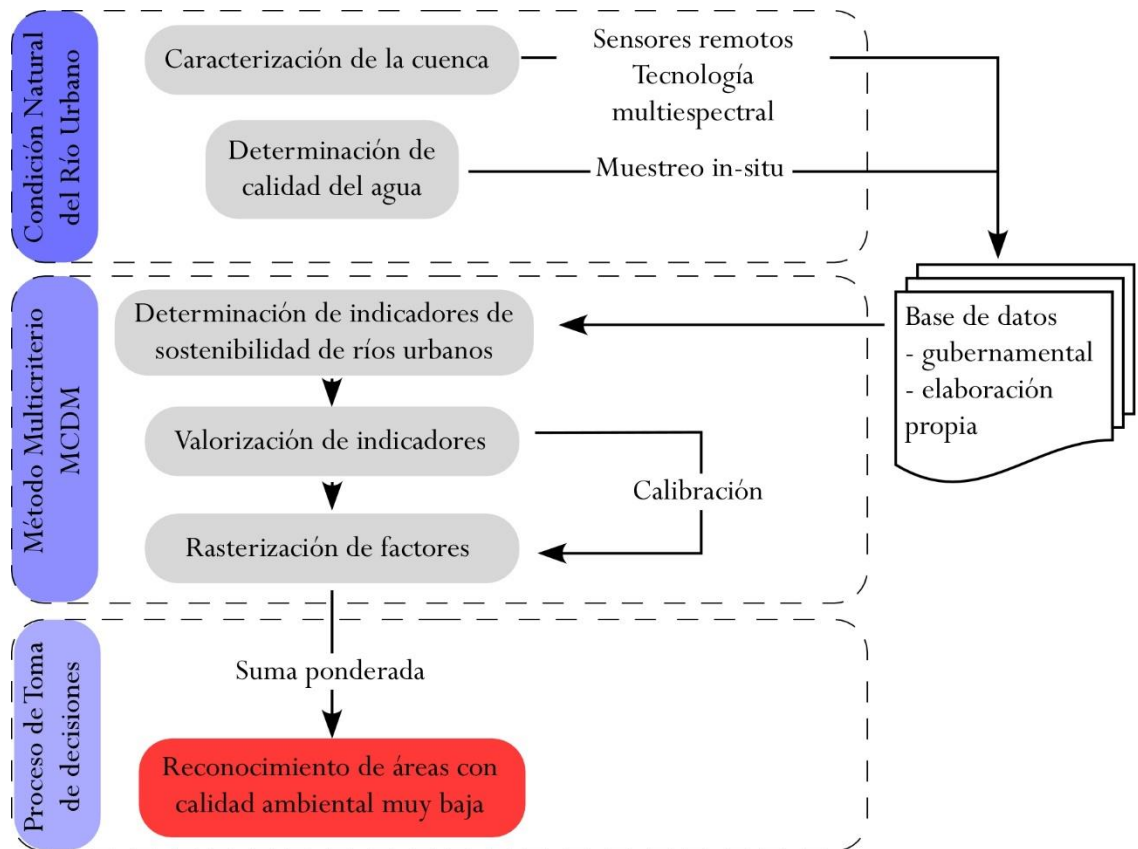 Condición Natural
del Río Urbano
Caracterización de la cuenca
Sensores remotos
Tecnología
multiespectral
Determinación de
calidad del agua
Muestreo in-situ
Método Multicriterio
MCDM
Determinación de indicadores de
sostenibilidad de ríos urbanos
Base de datos
- gubernamental
- elaboración
propia
Valorización de indicadores
Calibración
Rasterización de factores
Proceso de Toma
de decisiones
Suma ponderada
Reconocimiento de áreas con
calidad ambiental muy baja